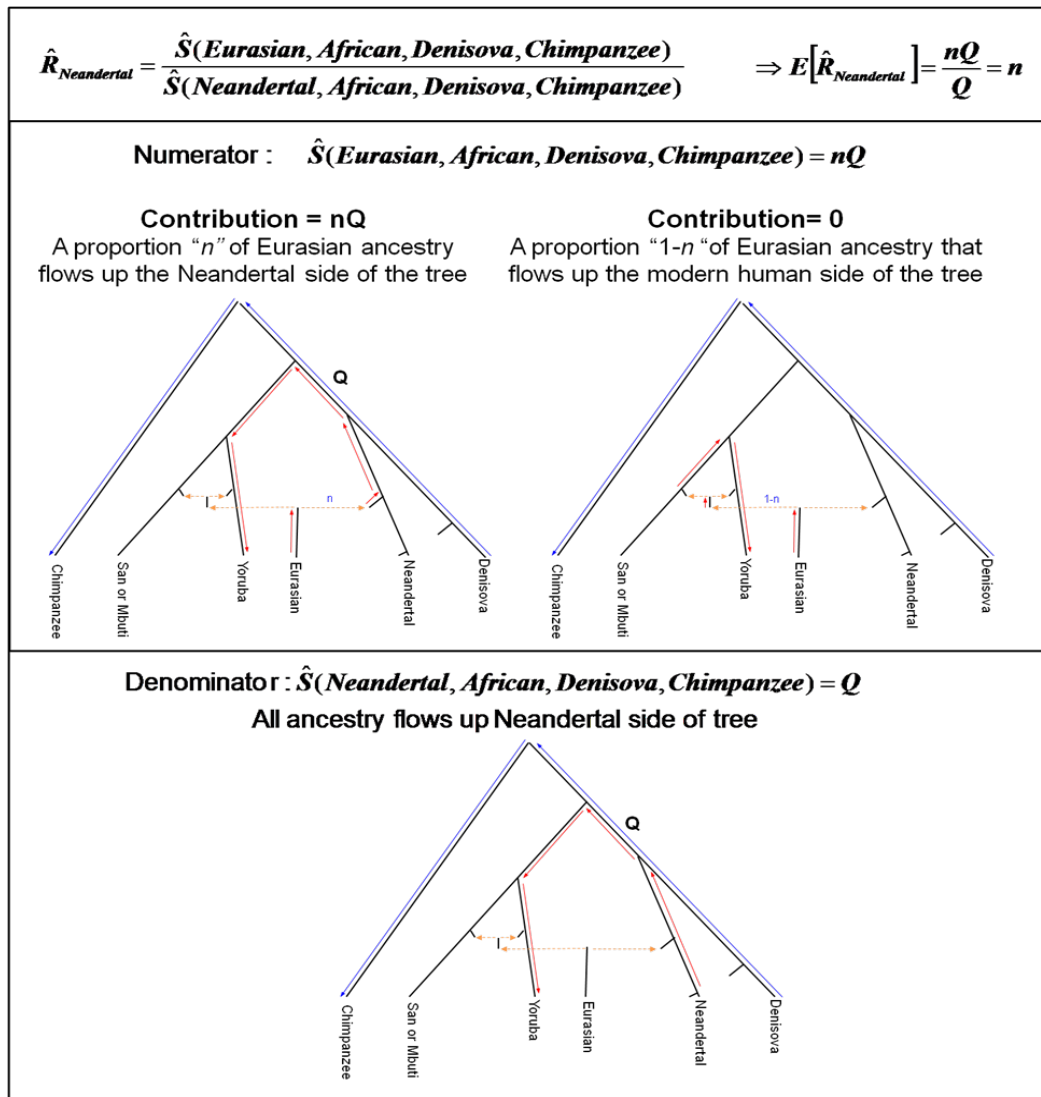 R̂_Neandertal = Ŝ(Eurasian, African, Denisova, Chimpanzee) / Ŝ(Neandertal, African, Denisova, Chimpanzee) ⇒ E[R̂_Neandertal] = nQ/Q = n
Numerator : Ŝ(Eurasian, African, Denisova, Chimpanzee) = nQ
Contribution = nQ
A proportion “n” of Eurasian ancestry
flows up the Neandertal side of the tree
Contribution= 0
A proportion “1-n “of Eurasian ancestry that
flows up the modern human side of the tree
Q
n
Chimpanzee
San or Mbuti
Yoruba
Eurasian
Neandertal
Denisova
1-n
Chimpanzee
San or Mbuti
Yoruba
Eurasian
Neandertal
Denisova
Denominator : Ŝ(Neandertal, African, Denisova, Chimpanzee) = Q
All ancestry flows up Neandertal side of tree
Q
Chimpanzee
San or Mbuti
Yoruba
Eurasian
Neandertal
Denisova